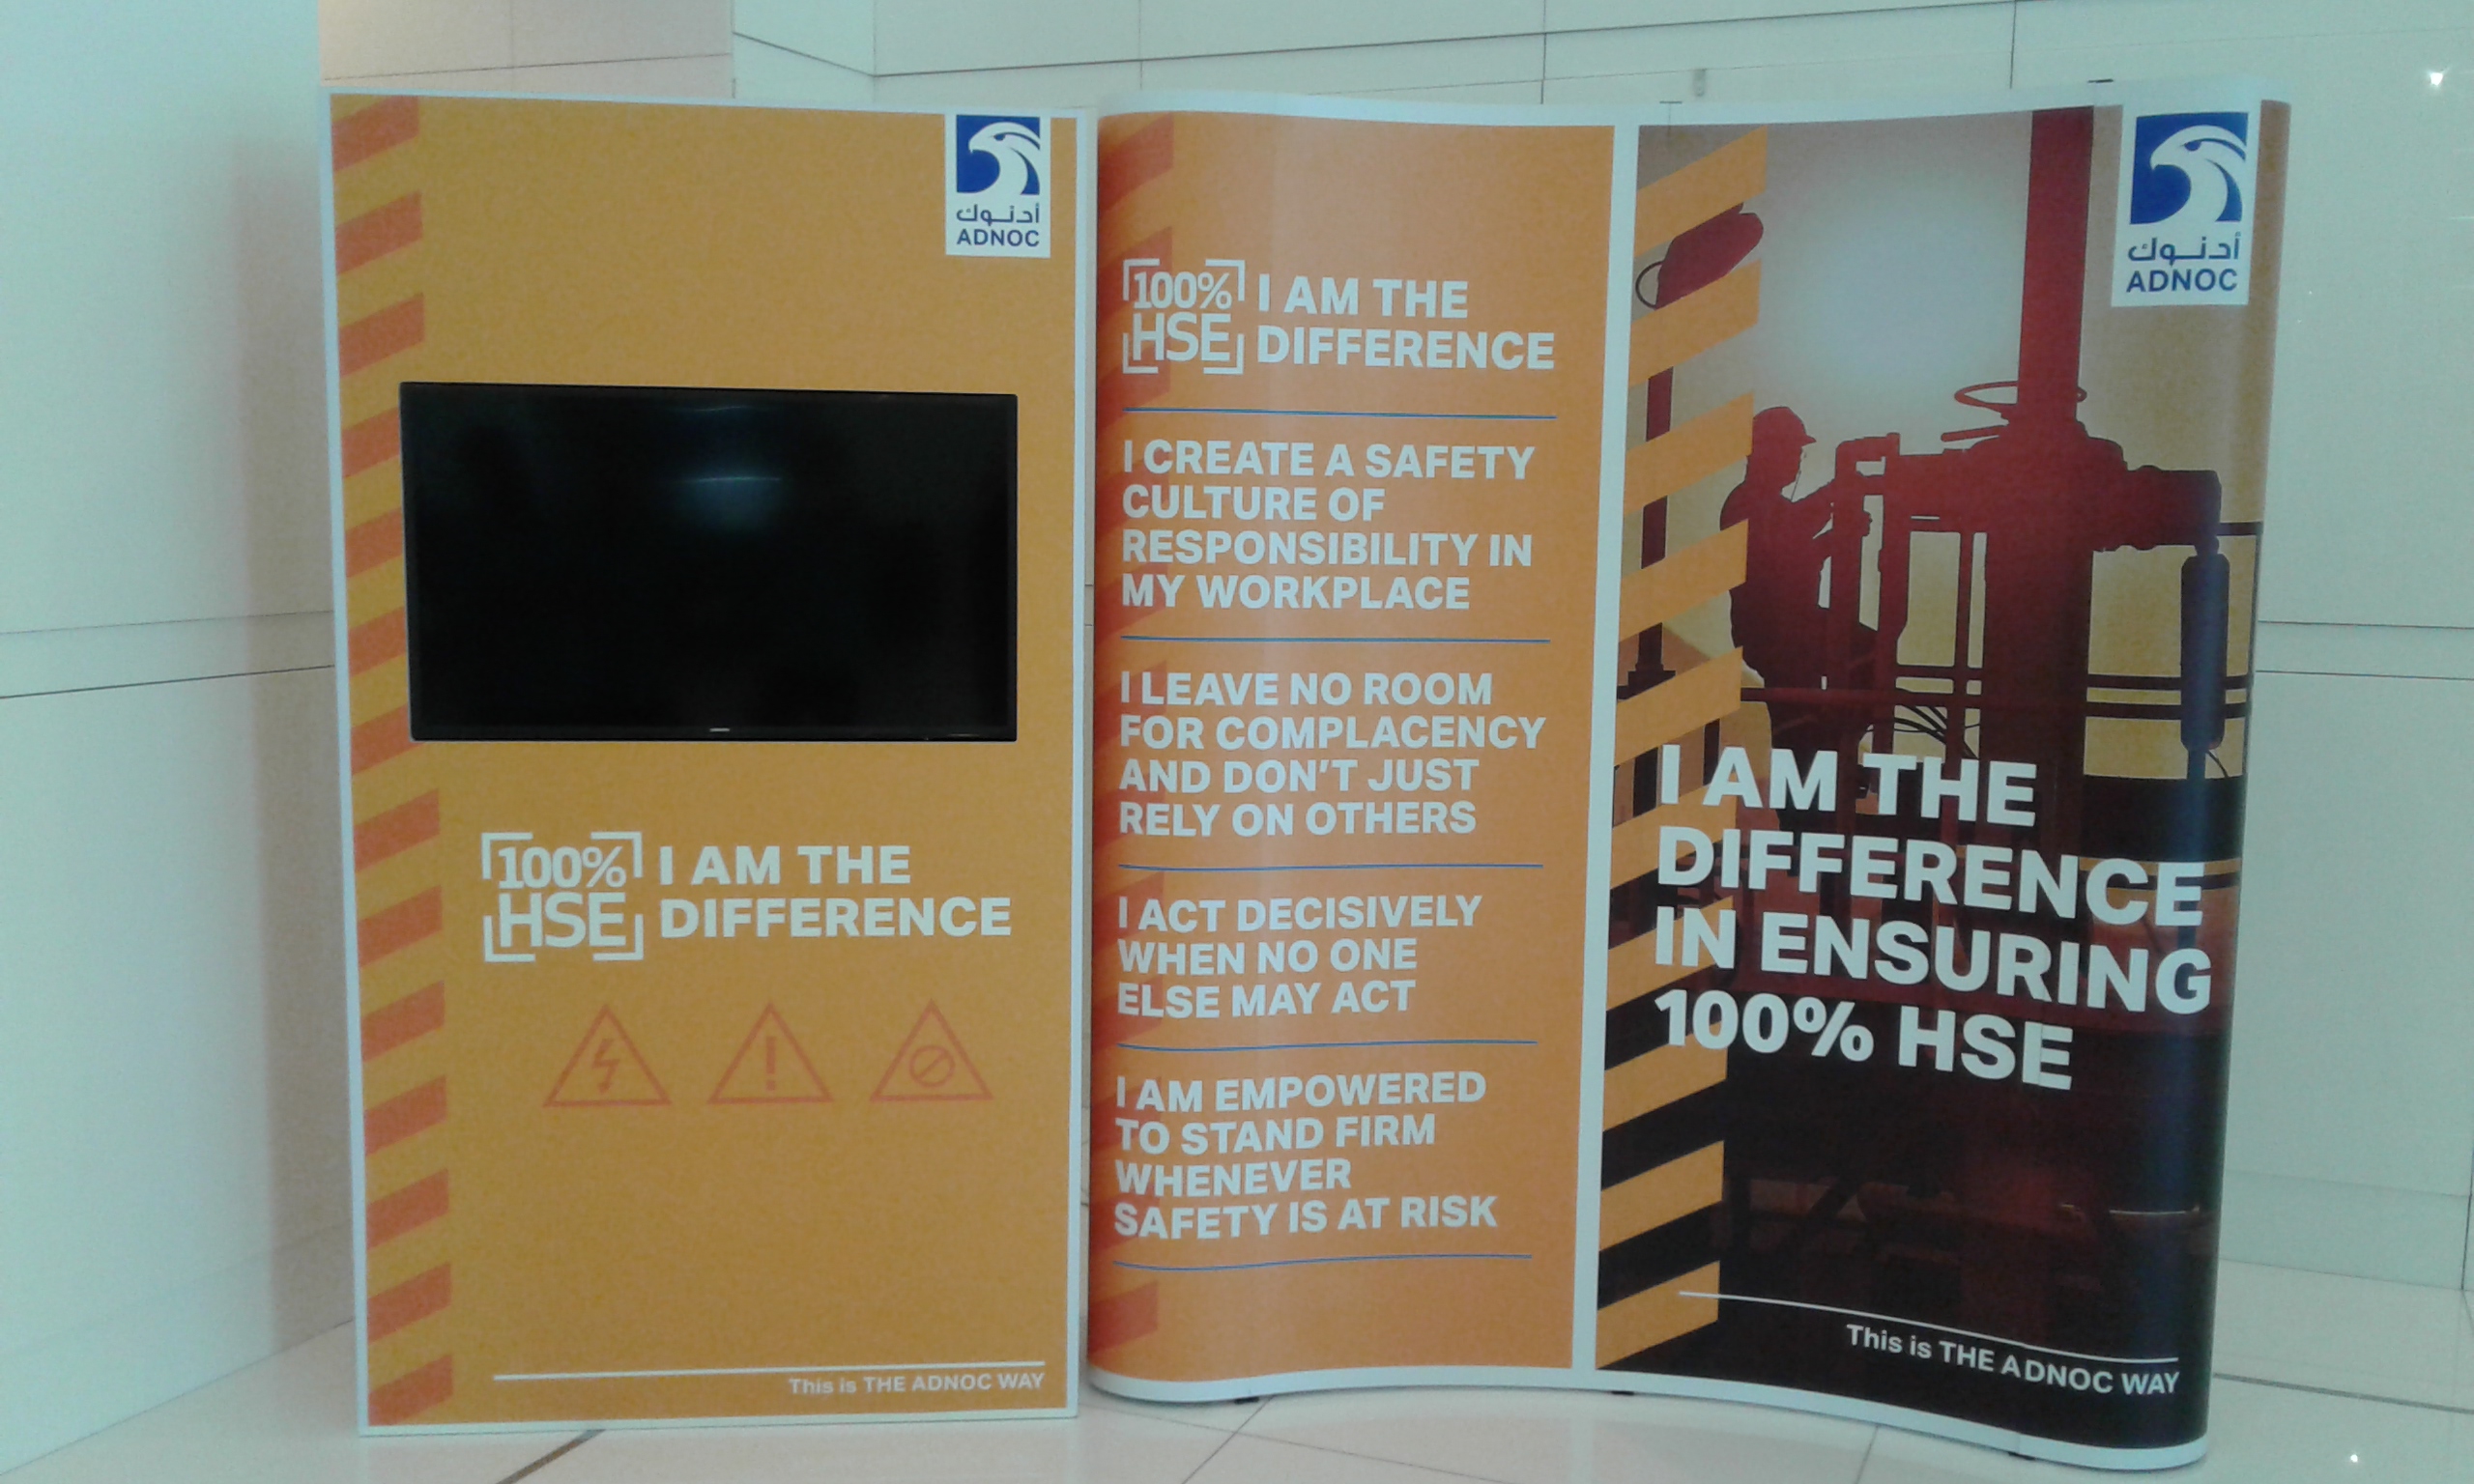 أدنوك
ADNOC
100%
HSE
I AM THE
DIFFERENCE
This is THE ADNOC WAY
100%
HSE
I AM THE
DIFFERENCE
I CREATE A SAFETY
CULTURE OF
RESPONSIBILITY IN
MY WORKPLACE
I LEAVE NO ROOM
FOR COMPLACENCY
AND DON'T JUST
RELY ON OTHERS
I ACT DECISIVELY
WHEN NO ONE
ELSE MAY ACT
I AM EMPOWERED
TO STAND FIRM
WHENEVER
SAFETY IS AT RISK
أدنوك
ADNOC
I AM THE
DIFFERENCE
IN ENSURING
100% HSE
This is THE ADNOC WAY